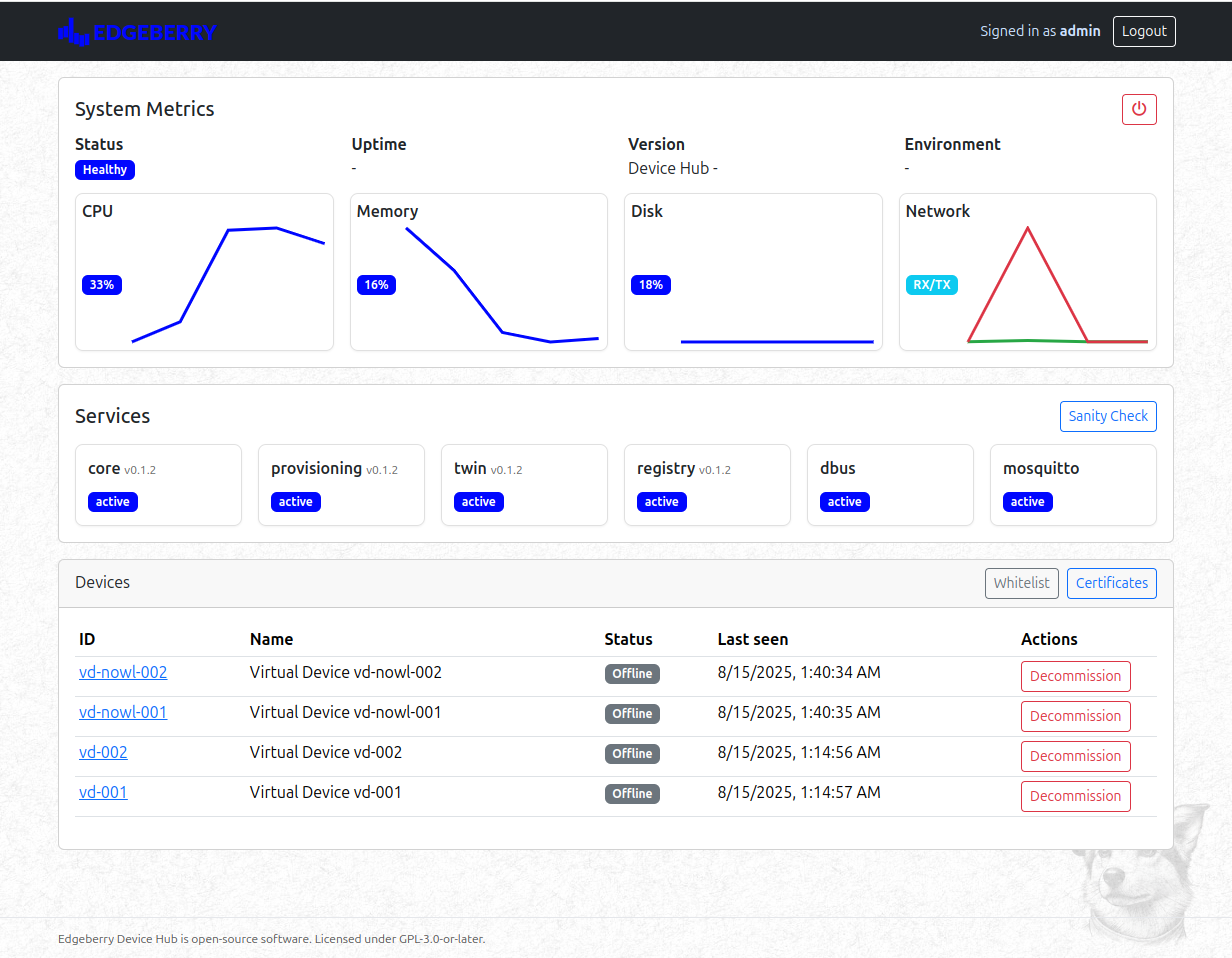 EDGEBERRY
Signed in as admin Logout
System Metrics
Status Uptime Version Environment
Healthy - Device Hub - -
CPU Memory Disk Network
33% 16% 18% RX/TX
Services Sanity Check
core v0.1.2 provisioning v0.1.2 twin v0.1.2 registry v0.1.2 dbus mosquitto
active active active active active active
Devices Whitelist Certificates
ID Name Status Last seen Actions
vd-nowl-002 Virtual Device vd-nowl-002 Offline 8/15/2025, 1:40:34 AM Decommission
vd-nowl-001 Virtual Device vd-nowl-001 Offline 8/15/2025, 1:40:35 AM Decommission
vd-002 Virtual Device vd-002 Offline 8/15/2025, 1:14:56 AM Decommission
vd-001 Virtual Device vd-001 Offline 8/15/2025, 1:14:57 AM Decommission
Edgeberry Device Hub is open-source software. Licensed under GPL-3.0-or-later.